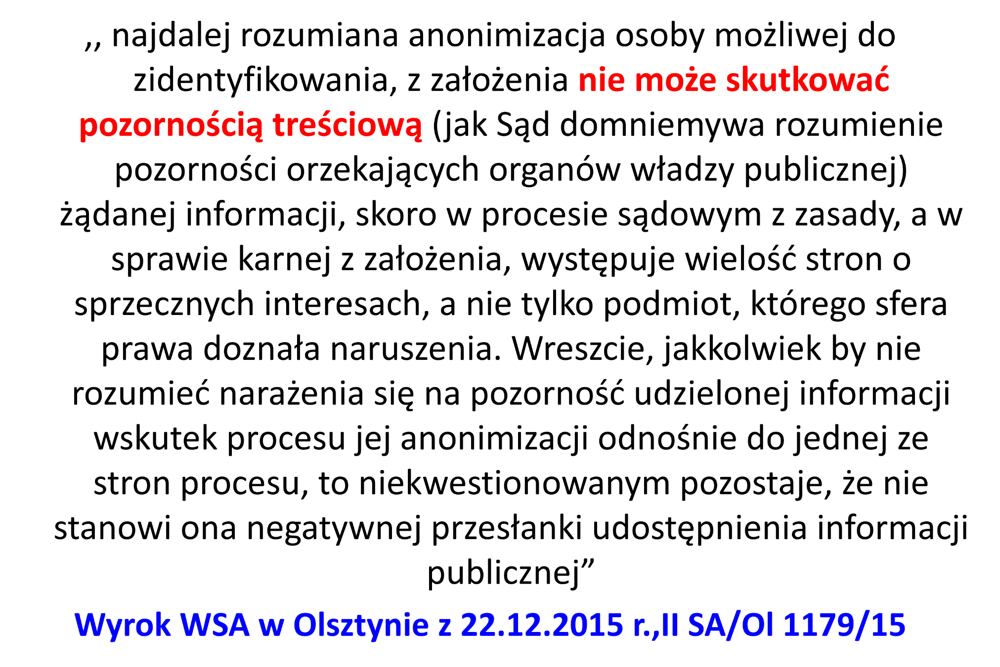 ,, najdalej rozumiana anonimizacja osoby możliwej do
zidentyfikowania, z założenia nie może skutkować
pozornością treściową (jak Sąd domniemywa rozumienie
pozorności orzekających organów władzy publicznej)
żądanej informacji, skoro w procesie sądowym z zasady, a w
sprawie karnej z założenia, występuje wielość stron o
sprzecznych interesach, a nie tylko podmiot, którego sfera
prawa doznała naruszenia. Wreszcie, jakkolwiek by nie
rozumieć narażenia się na pozorność udzielonej informacji
wskutek procesu jej anonimizacji odnośnie do jednej ze
stron procesu, to niekwestionowanym pozostaje, że nie
stanowi ona negatywnej przesłanki udostępnienia informacji
publicznej”
Wyrok WSA w Olsztynie z 22.12.2015 r.,II SA/Ol 1179/15